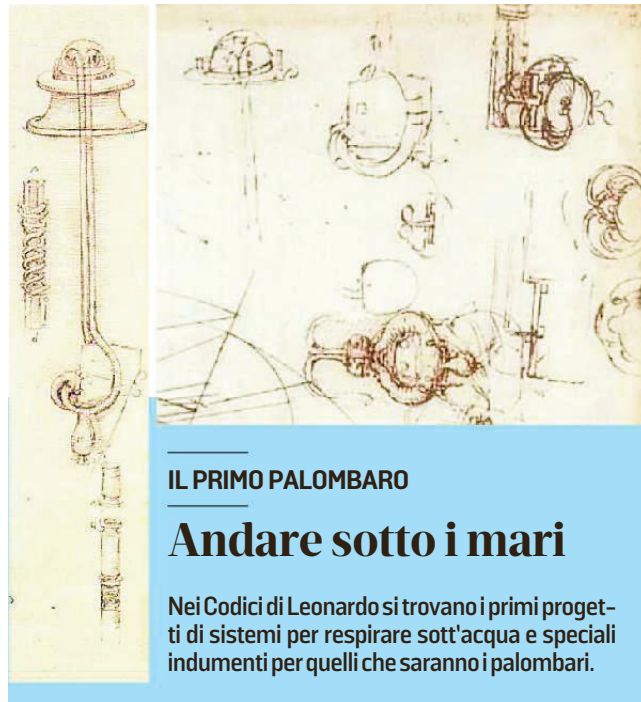 IL PRIMO PALOMBARO
Andare sotto i mari
Nei Codici di Leonardo si trovano i primi proget-
ti di sistemi per respirare sott'acqua e speciali
indumenti per quelli che saranno i palombari.